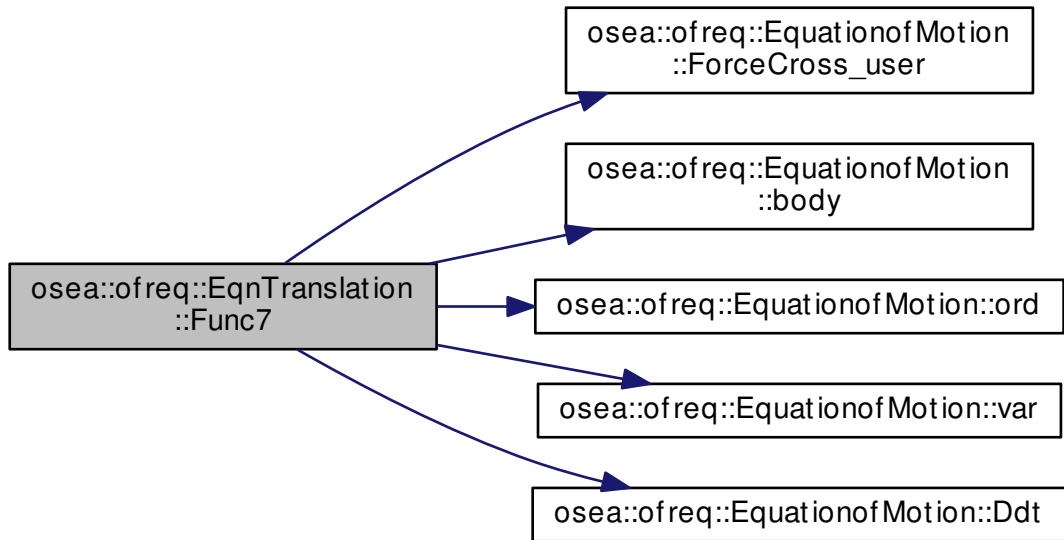 osea::ofreq::EquationofMotion
::ForceCross_user
osea::ofreq::EquationofMotion
::body
osea::ofreq::EqnTranslation
::Func7
osea::ofreq::EquationofMotion::ord
osea::ofreq::EquationofMotion::var
osea::ofreq::EquationofMotion::Ddt